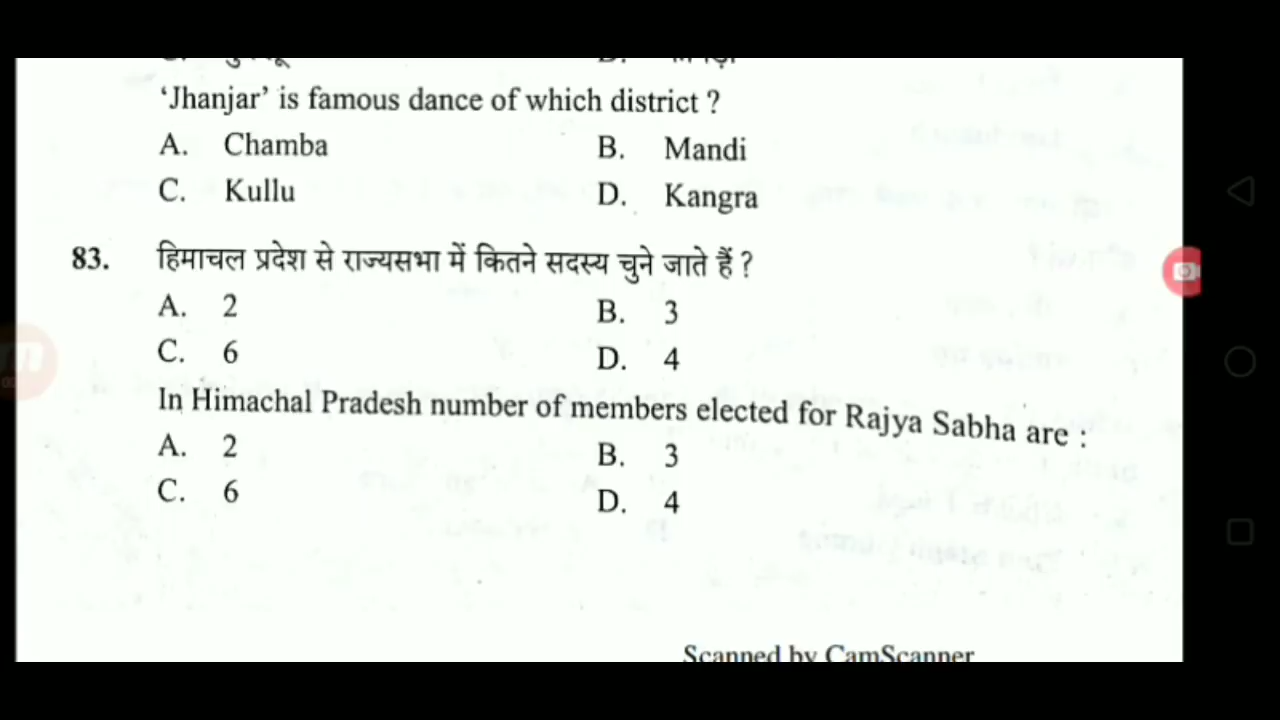 'Jhanjar' is famous dance of which district ?
A. Chamba B. Mandi
C. Kullu D. Kangra
83. हिमाचल प्रदेश से राज्यसभा में कितने सदस्य चुने जाते हैं ?
A. 2 B. 3
C. 6 D. 4
In Himachal Pradesh number of members elected for Rajya Sabha are :
A. 2 B. 3
C. 6 D. 4
Scanned by CamScanner